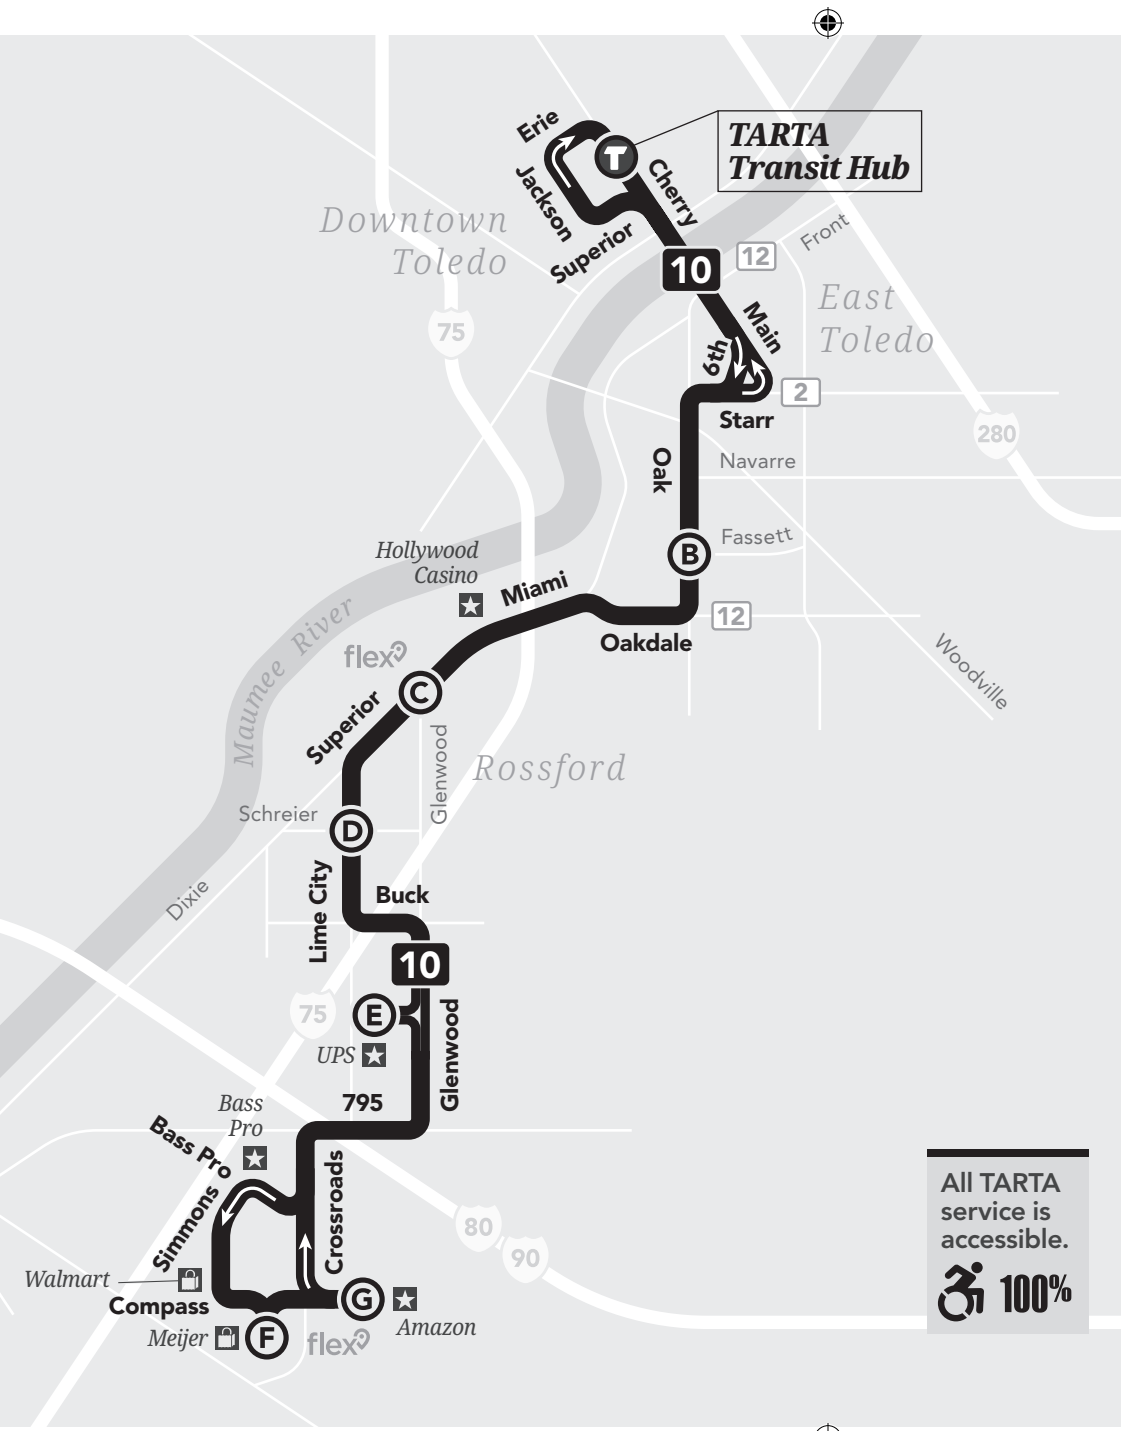 Erie
TARTA
Transit Hub
T
Cherry
Jackson
Superior
Downtown
Toledo
10
12
Front
East
Toledo
75
Main
6th
2
Starr
280
Oak
Navarre
B
Fassett
Hollywood
Casino
Miami
12
Oakdale
Woodville
Maumee River
flex
C
Superior
Glenwood
Rossford
Schreier
D
Dixie
Lime City
Buck
10
75
E
UPS
Glenwood
795
Bass
Pro
Bass Pro
Simmons
Crossroads
80
90
All TARTA
service is
accessible.
100%
Walmart
Compass
G
Amazon
Meijer
F
flex